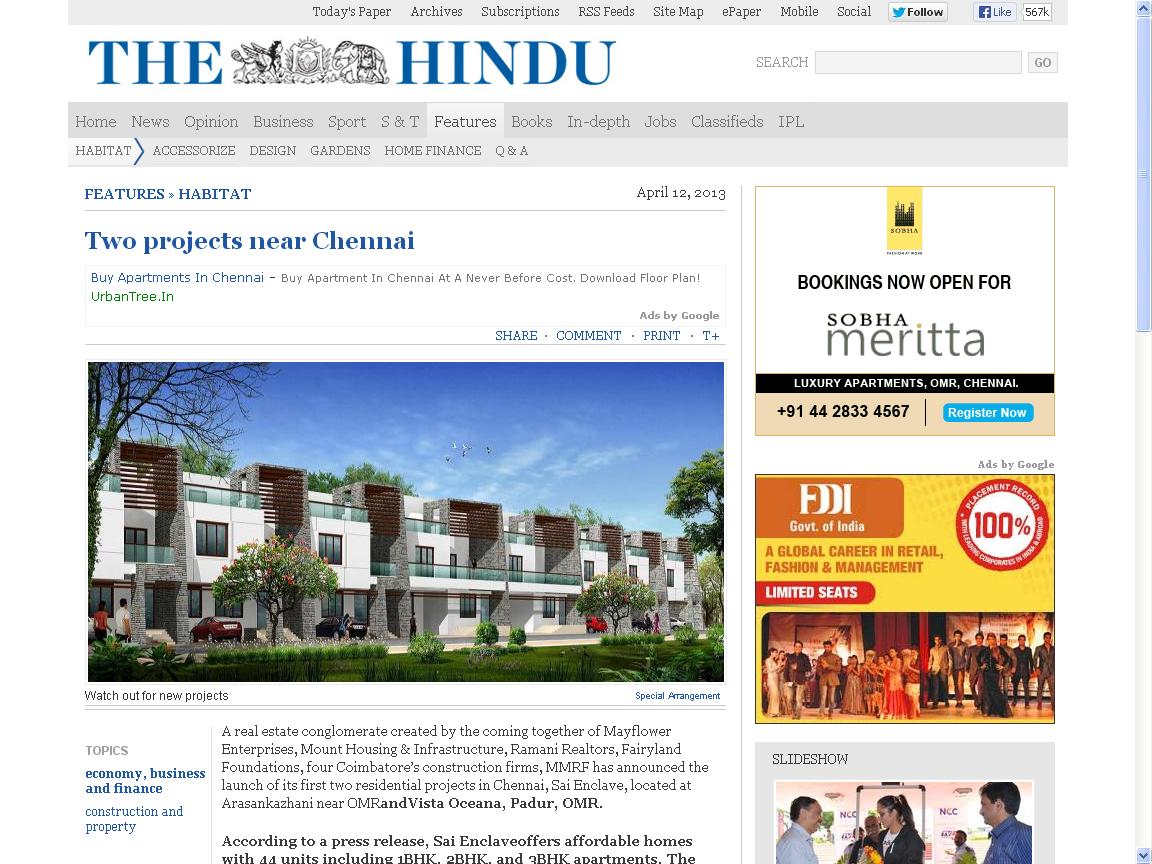 Today's Paper Archives Subscriptions RSS Feeds Site Map ePaper Mobile Social Follow Like 567k
THE HINDU
SEARCH GO
Home News Opinion Business Sport S & T Features Books In-depth Jobs Classifieds IPL
HABITAT ACCESSORIZE DESIGN GARDENS HOME FINANCE Q & A
FEATURES » HABITAT April 12, 2013
Two projects near Chennai
Buy Apartments In Chennai - Buy Apartment In Chennai At A Never Before Cost. Download Floor Plan!
UrbanTree.In
Ads by Google
SHARE · COMMENT · PRINT · T+
Watch out for new projects Special Arrangement
TOPICS
economy, business
and finance
construction and
property
A real estate conglomerate created by the coming together of Mayflower
Enterprises, Mount Housing & Infrastructure, Ramani Realtors, Fairyland
Foundations, four Coimbatore's construction firms, MMRF has announced the
launch of its first two residential projects in Chennai, Sai Enclave, located at
Arasankazhani near OMRandVista Oceana, Padur, OMR.
According to a press release, Sai Enclaveoffers affordable homes
with 44 units including 1BHK, 2BHK, and 3BHK apartments. The
SOBHA
PASSION AT WORK
BOOKINGS NOW OPEN FOR
SOBHA
meritta
LUXURY APARTMENTS, OMR, CHENNAI.
+91 44 2833 4567 Register Now
Ads by Google
FDDI
Govt. of India
PLACEMENT RECORD
100%
WITH LEADING CORPORATES IN INDIA & ABROAD
A GLOBAL CAREER IN RETAIL,
FASHION & MANAGEMENT
LIMITED SEATS
SLIDESHOW
NCC NCC